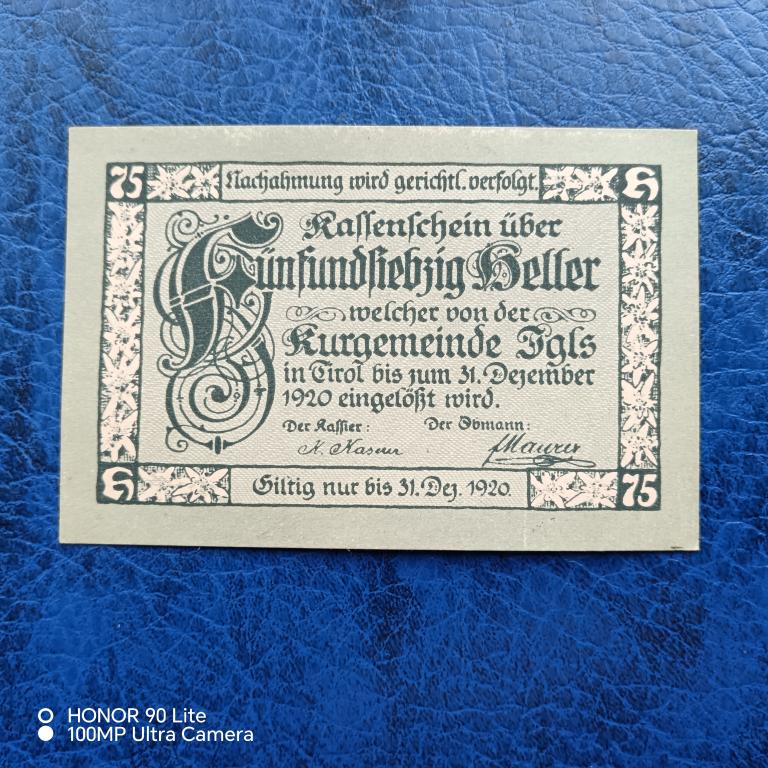 75 Nachahmung wird gerichtl. verfolgt. H
Kassenschein über
Fünfundsiebzig Heller
welcher von der
Kurgemeinde Igls
in Tirol bis zum 31. Dezember
1920 eingelößt wird.
Der Kassier: Der Obmann:
H Giltig nur bis 31. Dez. 1920. 75
HONOR 90 Lite
100MP Ultra Camera